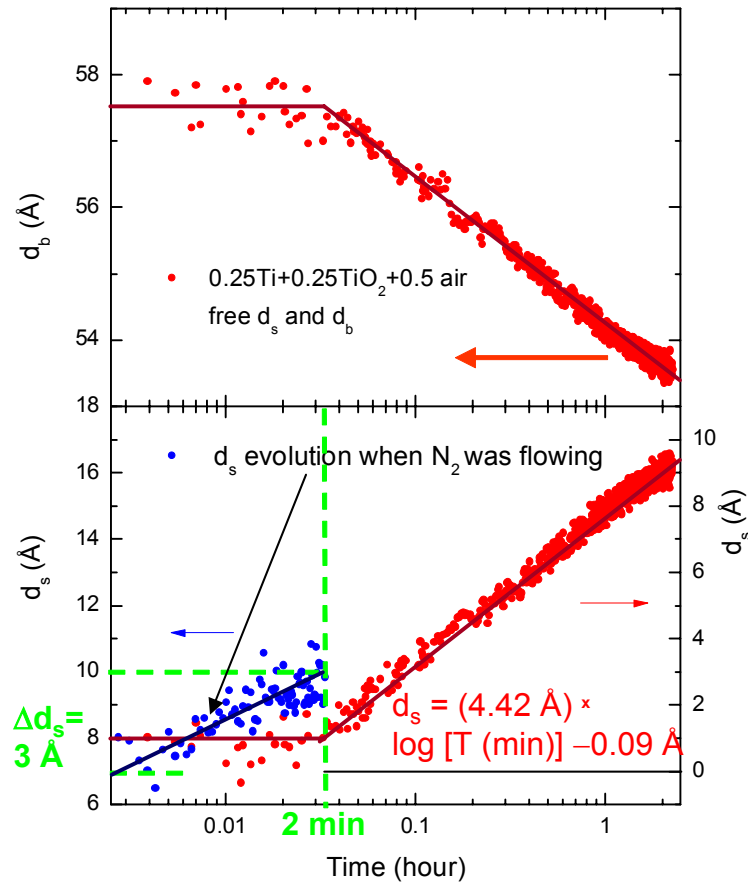 58
56
54
d_b (Å)
0.25Ti+0.25TiO₂+0.5 air
free d_s and d_b
18
16
14
12
10
8
6
d_s (Å)
d_s evolution when N₂ was flowing
10
9
8
6
4
2
0
d_s (Å)
Δd_s=
3 Å
d_s = (4.42 Å) ×
log [T (min)] –0.09 Å
0.01
0.1
1
2 min
Time (hour)